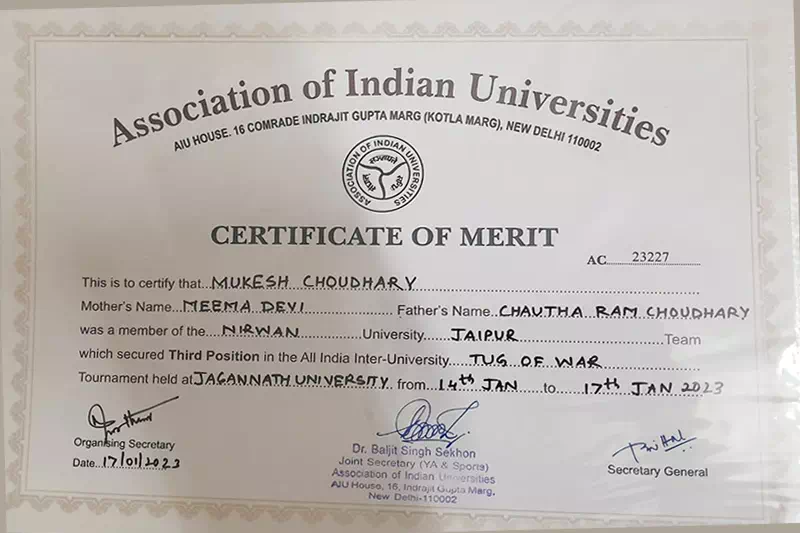 Association of Indian Universities
AIU HOUSE. 16 COMRADE INDRAJIT GUPTA MARG (KOTLA MARG), NEW DELHI 110002
ASSOCIATION OF INDIAN UNIVERSITIES
CERTIFICATE OF MERIT
AC 23227
This is to certify that MUKESH CHOUDHARY
Mother's Name MEEMA DEVI Father's Name CHAUTHA RAM CHOUDHARY
was a member of the NIRWAN University JAIPUR Team
which secured Third Position in the All India Inter-University TUG OF WAR
Tournament held at JAGANNATH UNIVERSITY from 14th JAN to 17th JAN 2023
Organising Secretary
Date 17/01/2023
Dr. Baljit Singh Sekhon
Joint Secretary (YA & Sports)
Association of Indian Universities
AIU House, 16, Indrajit Gupta Marg,
New Delhi-110002
Secretary General